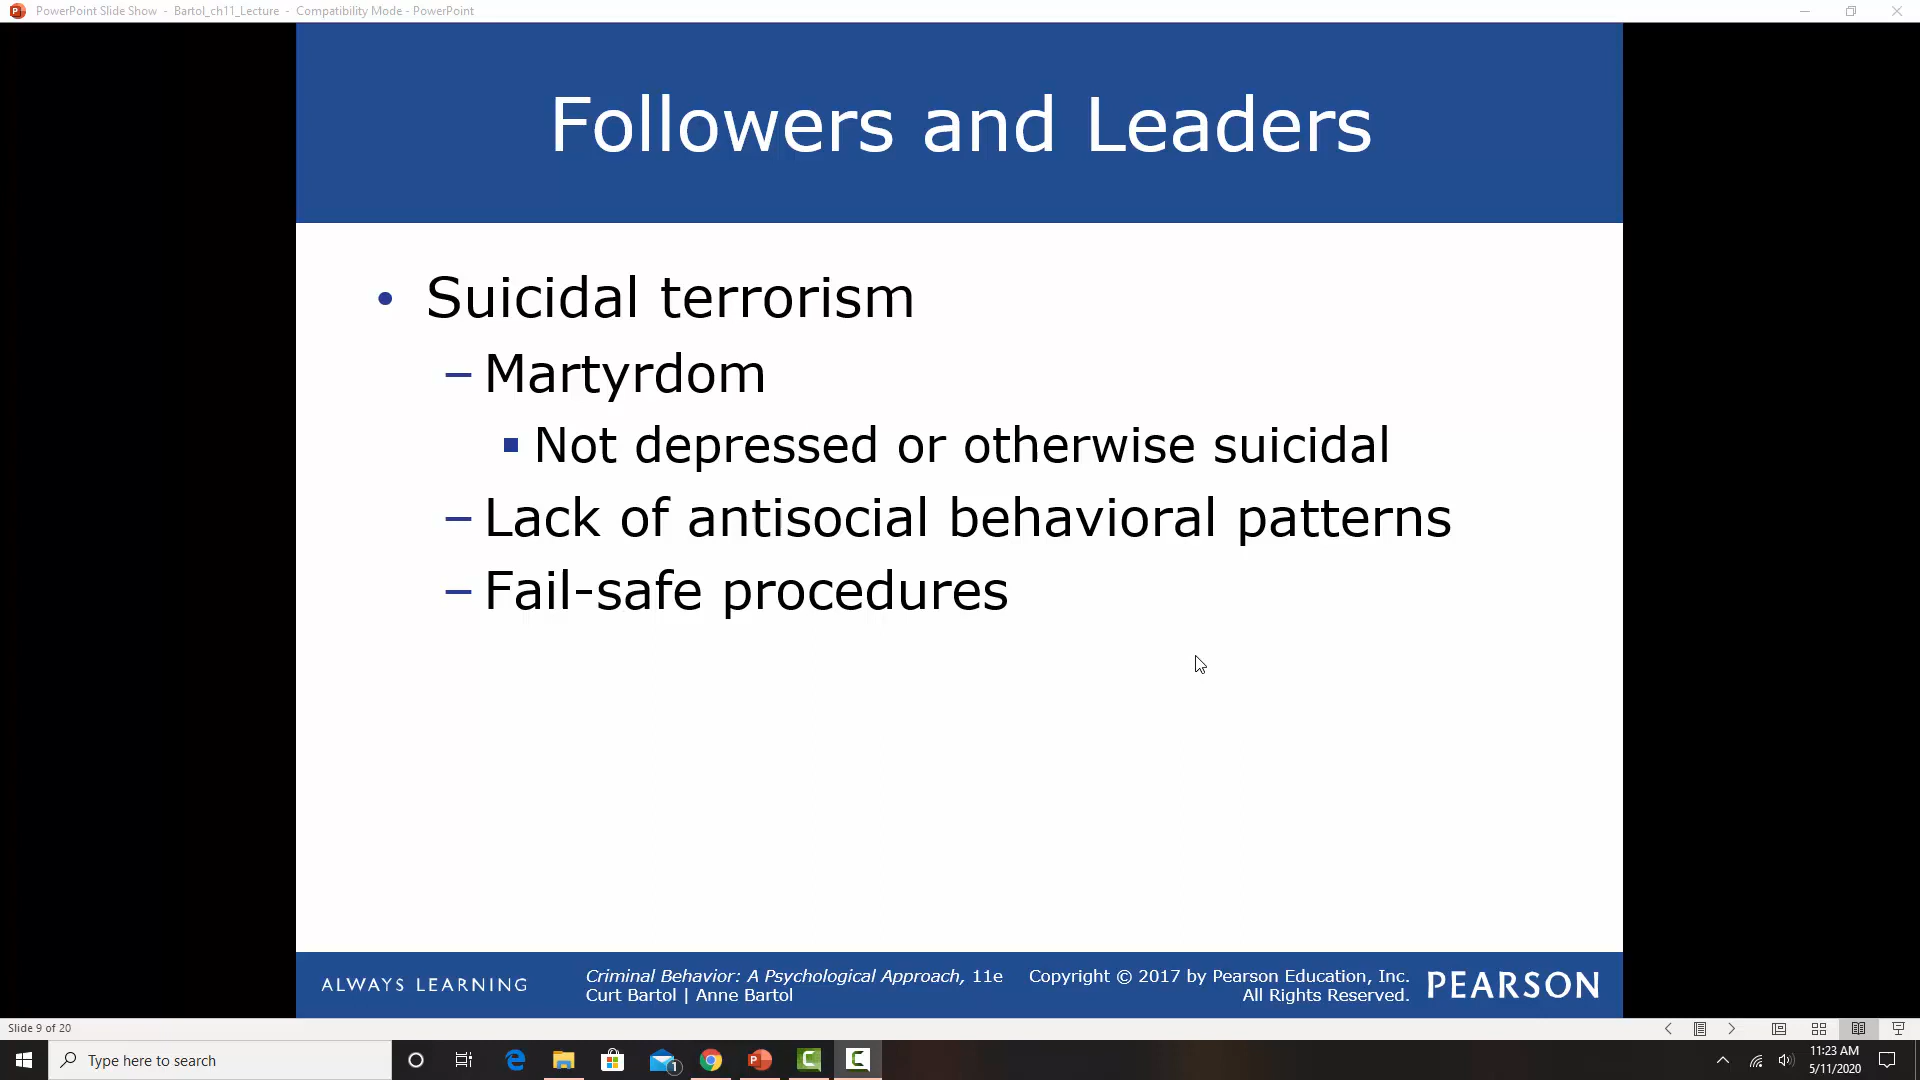 PowerPoint Slide Show - Bartol_ch11_Lecture - Compatibility Mode - PowerPoint
Followers and Leaders
• Suicidal terrorism
– Martyrdom
▪ Not depressed or otherwise suicidal
– Lack of antisocial behavioral patterns
– Fail-safe procedures
ALWAYS LEARNING
Criminal Behavior: A Psychological Approach, 11e
Curt Bartol | Anne Bartol
Copyright © 2017 by Pearson Education, Inc.
All Rights Reserved.
PEARSON
Slide 9 of 20
Type here to search
1
11:23 AM
5/11/2020